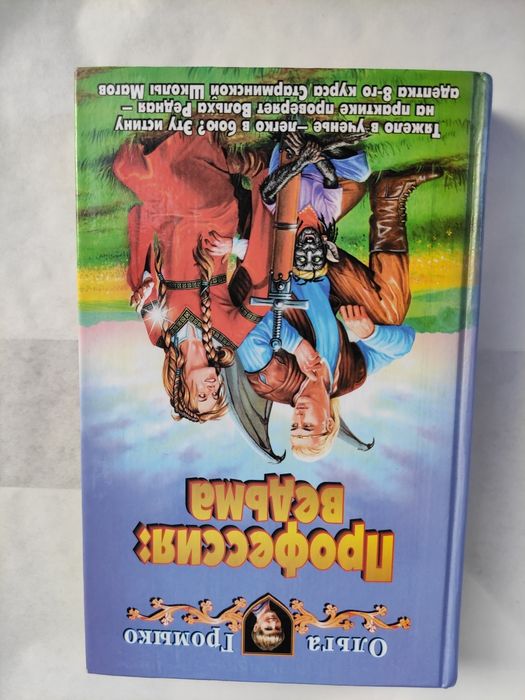 Ольга Громыко
Профессия:
ведьма
Тяжело в ученье – легко в бою? Эту истину
на практике проверяет Вольха Редная –
адептка 8-го курса Старминской Школы Магов